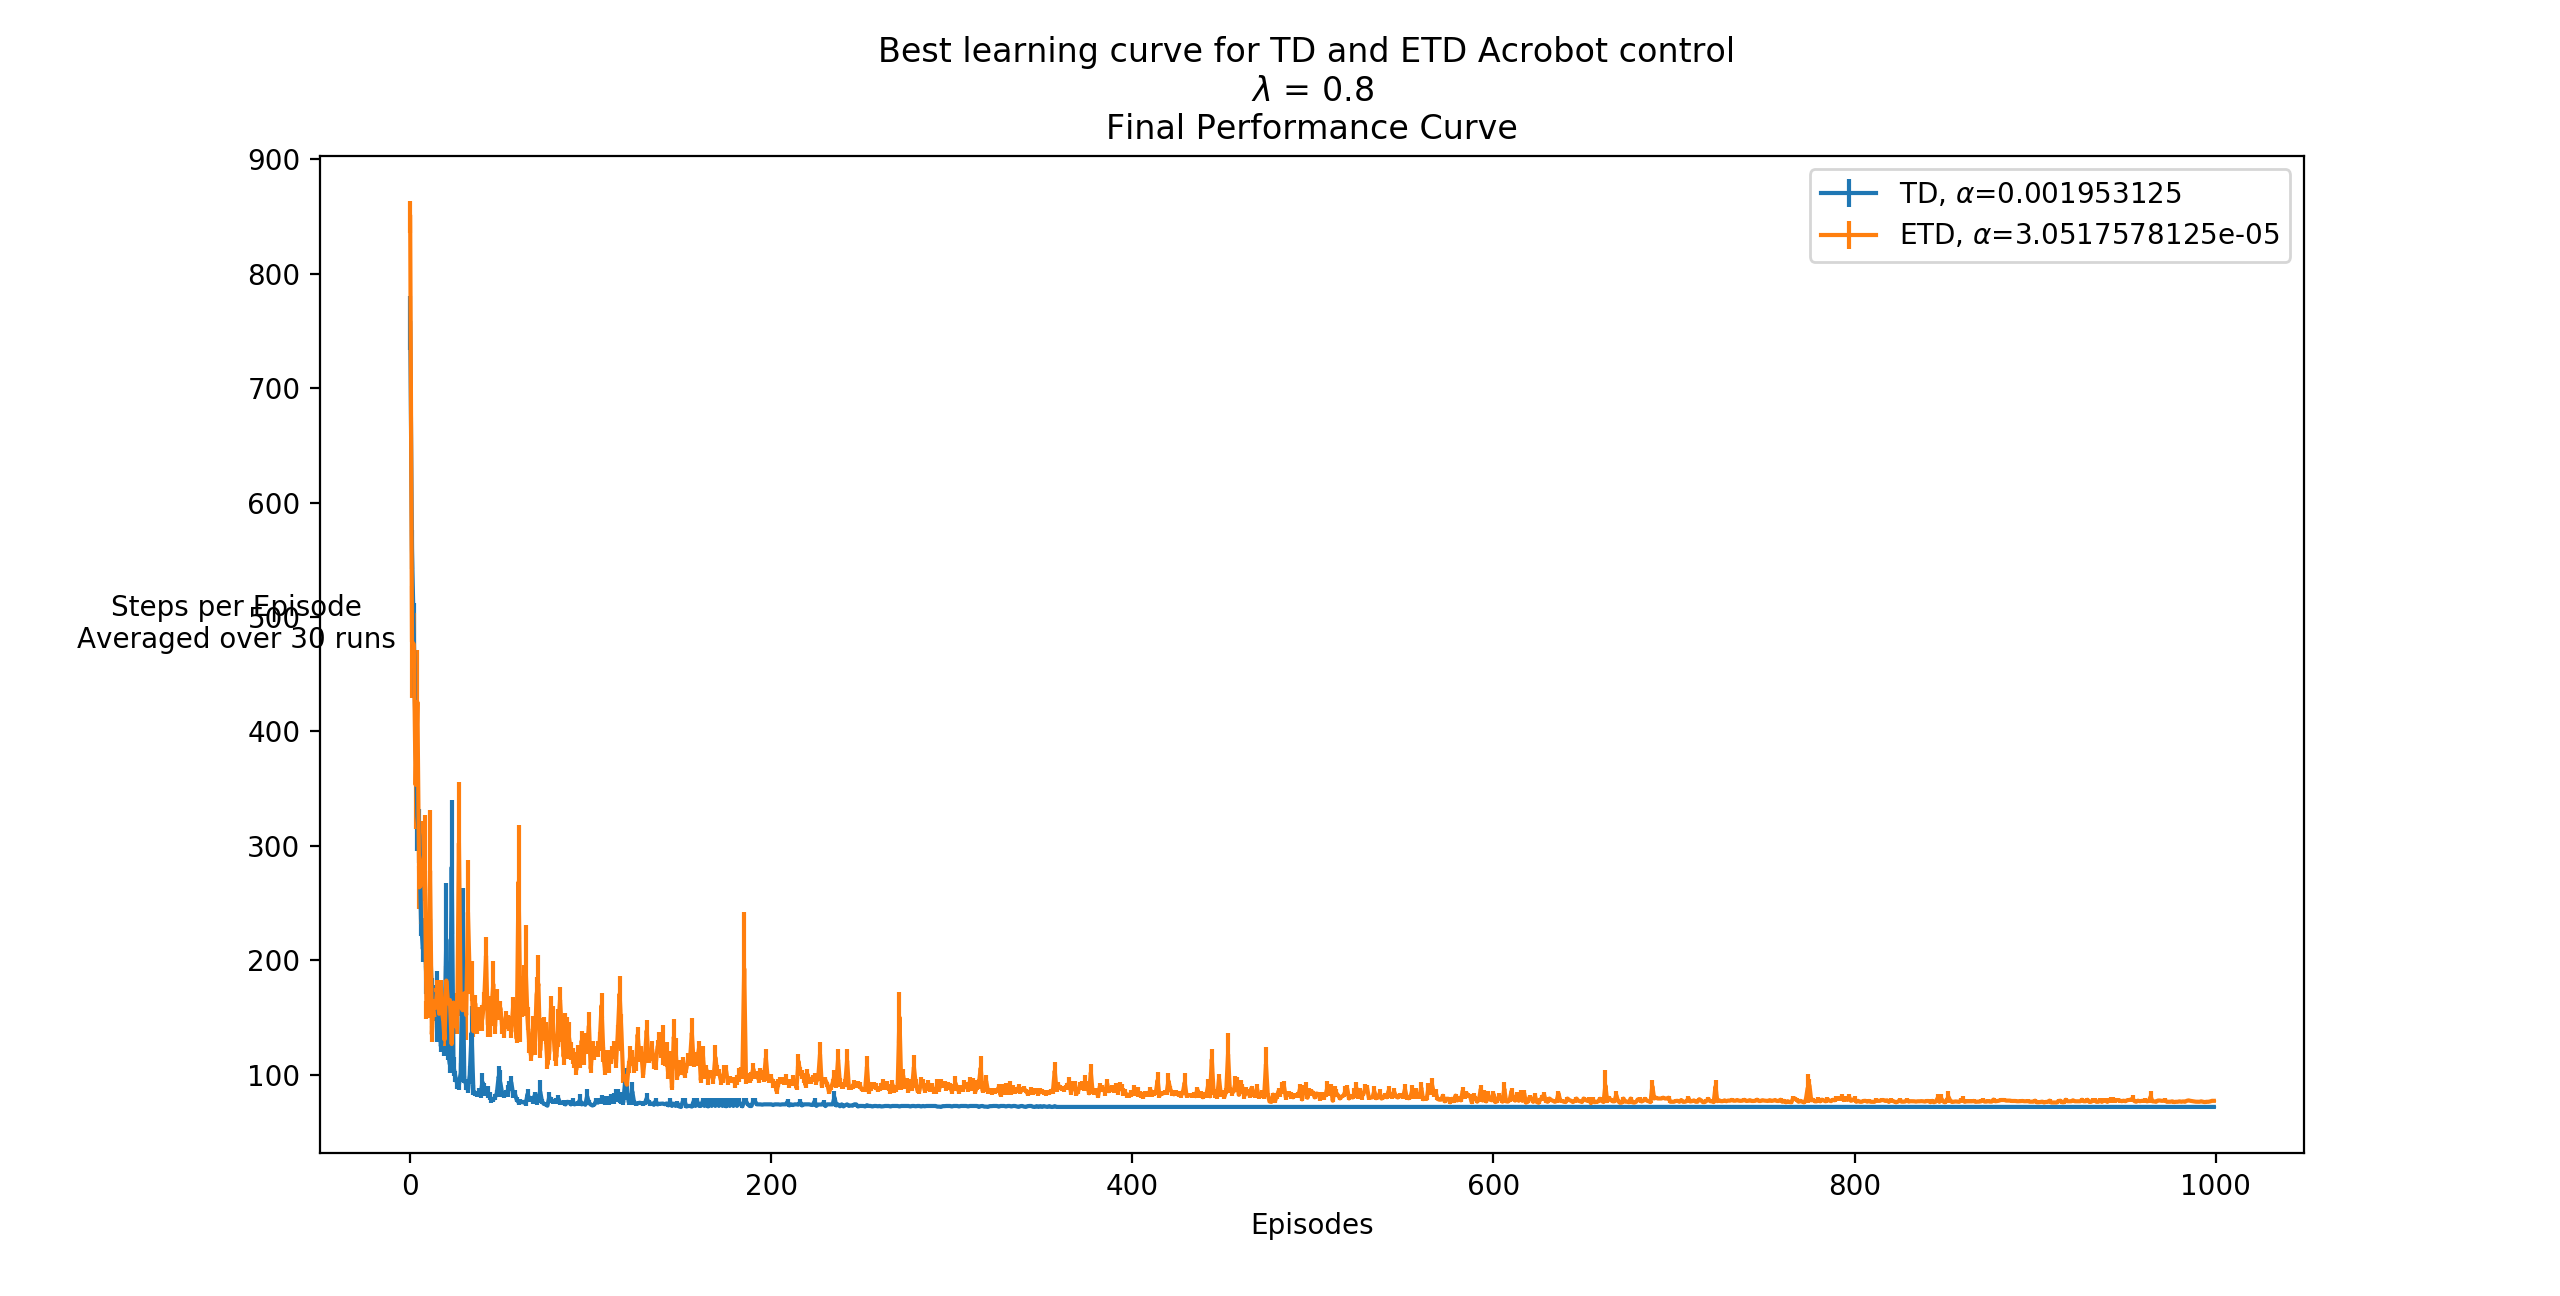 Best learning curve for TD and ETD Acrobot control
λ = 0.8
Final Performance Curve
900
800
700
600
500
400
300
200
100
Steps per Episode
Averaged over 30 runs
TD, α=0.001953125
ETD, α=3.0517578125e-05
0 200 400 600 800 1000
Episodes